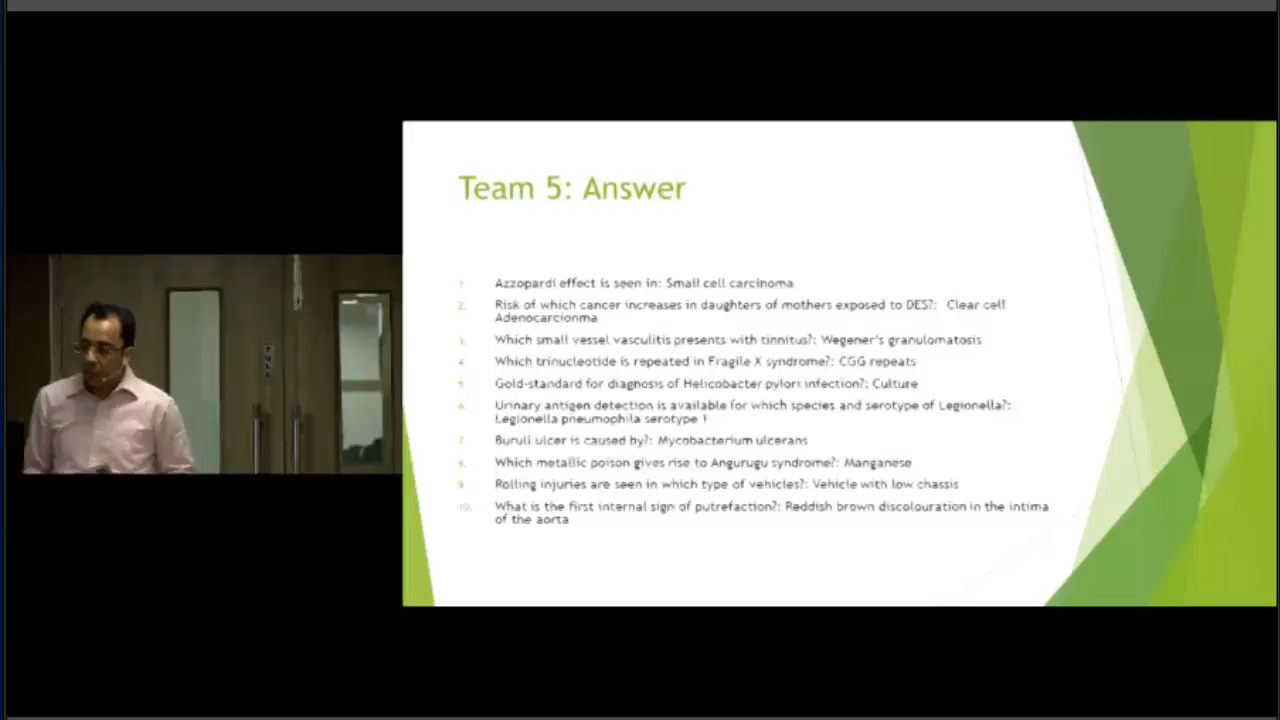 Team 5: Answer
1. Azzopardi effect is seen in: Small cell carcinoma
2. Risk of which cancer increases in daughters of mothers exposed to DES?: Clear cell
Adenocarcionma
3. Which small vessel vasculitis presents with tinnitus?: Wegener's granulomatosis
4. Which trinucleotide is repeated in Fragile X syndrome?: CGG repeats
5. Gold-standard for diagnosis of Helicobacter pylori infection?: Culture
6. Urinary antigen detection is available for which species and serotype of Legionella?:
Legionella pneumophila serotype 1
7. Buruli ulcer is caused by?: Mycobacterium ulcerans
8. Which metallic poison gives rise to Angurugu syndrome?: Manganese
9. Rolling injuries are seen in which type of vehicles?: Vehicle with low chassis
10. What is the first internal sign of putrefaction?: Reddish brown discolouration in the intima
of the aorta